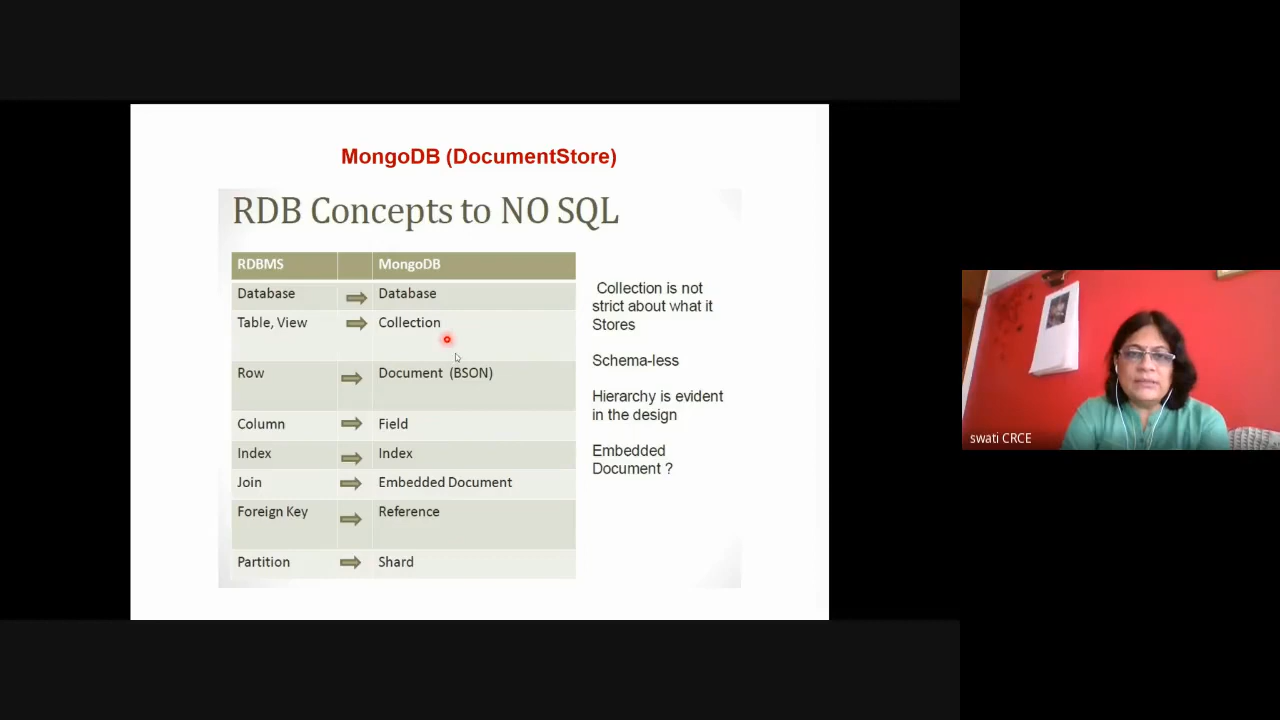 MongoDB (DocumentStore)
RDB Concepts to NO SQL
RDBMS MongoDB
Database Database
Table, View Collection
Row Document (BSON)
Column Field
Index Index
Join Embedded Document
Foreign Key Reference
Partition Shard
Collection is not
strict about what it
Stores
Schema-less
Hierarchy is evident
in the design
Embedded
Document ?
swati CRCE